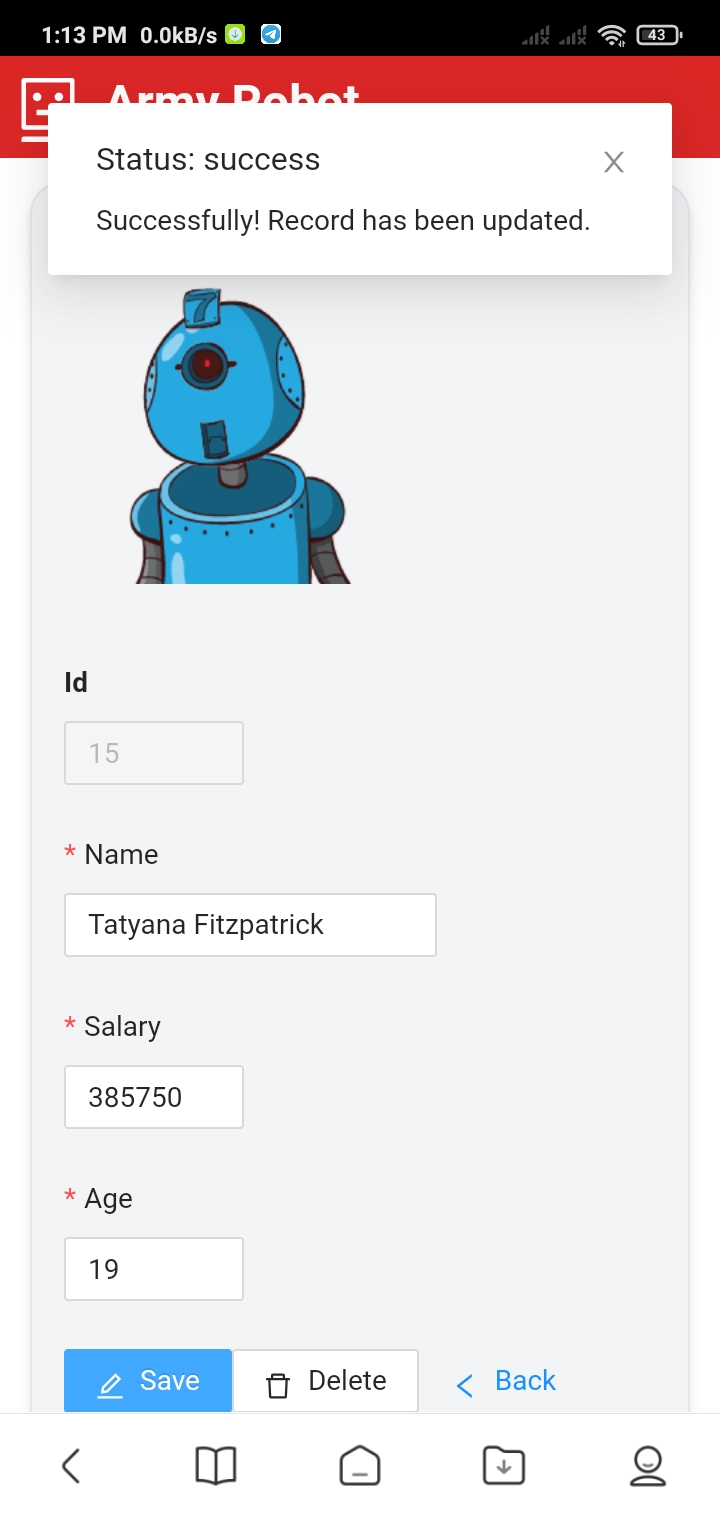 1:13 PM 0.0kB/s 43
Army Robot
Status: success
Successfully! Record has been updated.
7
Id
15
* Name
Tatyana Fitzpatrick
* Salary
385750
* Age
19
Save Delete Back